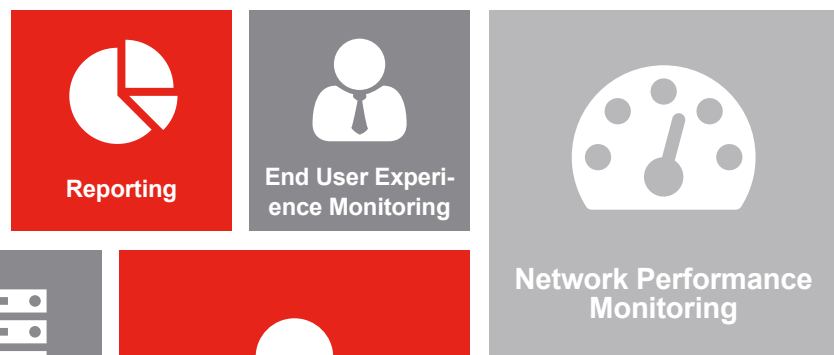 Reporting
End User Experi-
ence Monitoring
Network Performance
Monitoring